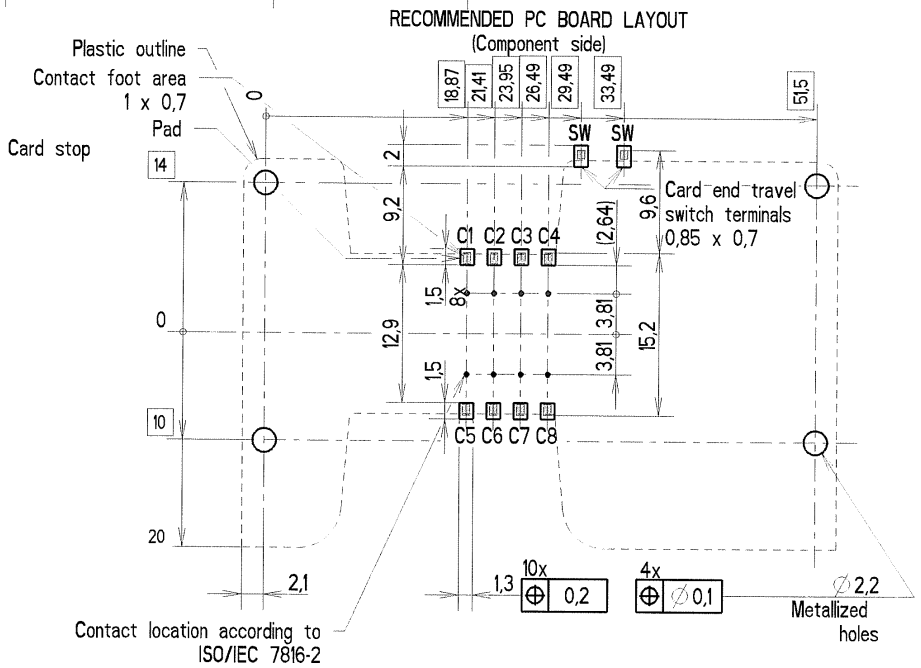 RECOMMENDED PC BOARD LAYOUT
(Component side)
Plastic outline
Contact foot area
1 x 0,7
Pad
Card stop
0
18,87
21,41
23,95
26,49
29,49
33,49
51,5
SW
SW
14
2
9,2
Card end travel
switch terminals
0,85 x 0,7
9,6
(2,64)
C1 C2 C3 C4
1,5
8x
0
12,9
3,81
3,81
15,2
1,5
10
C5 C6 C7 C8
20
2,1
1,3
10x
⌖ 0,2
4x
⌖ ∅ 0,1
∅ 2,2
Metallized
holes
Contact location according to
ISO/IEC 7816-2